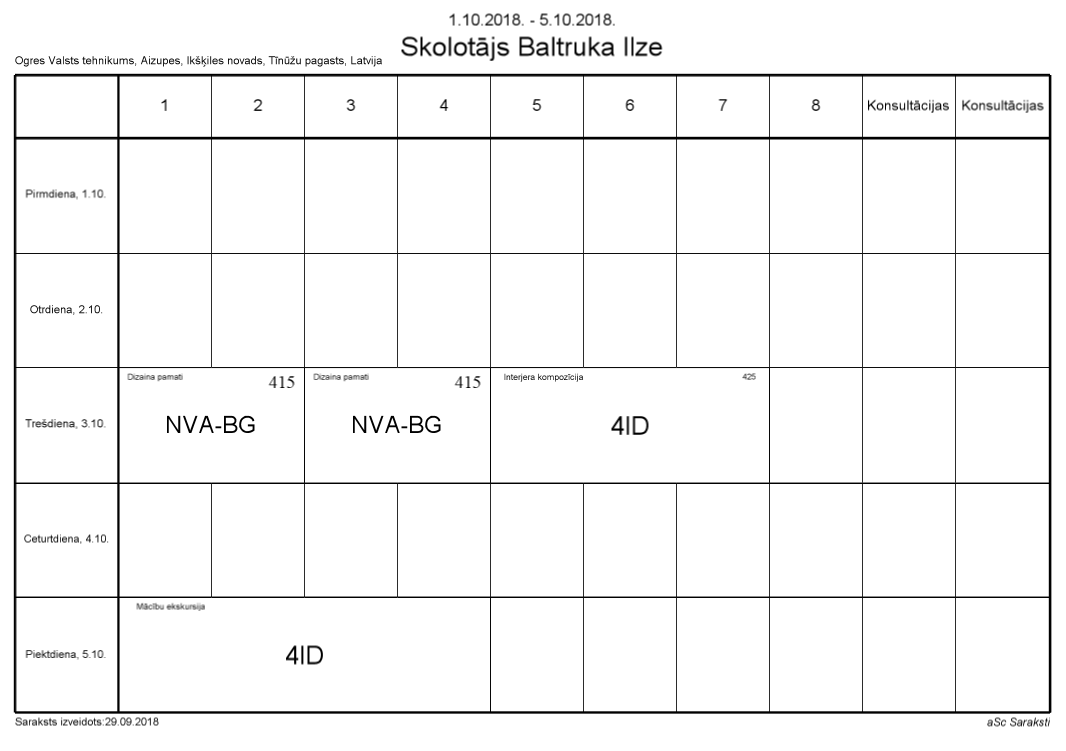 1.10.2018. - 5.10.2018.
Skolotājs Baltruka Ilze
Ogres Valsts tehnikums, Aizupes, Ikšķiles novads, Tīnūžu pagasts, Latvija
1 2 3 4 5 6 7 8 Konsultācijas Konsultācijas
Pirmdiena, 1.10.
Otrdiena, 2.10.
Dizaina pamati 415 Dizaina pamati 415 Interjera kompozīcija 425
Trešdiena, 3.10. NVA-BG NVA-BG 4ID
Ceturtdiena, 4.10.
Mācību ekskursija
Piektdiena, 5.10. 4ID
Saraksts izveidots:29.09.2018 aSc Saraksti